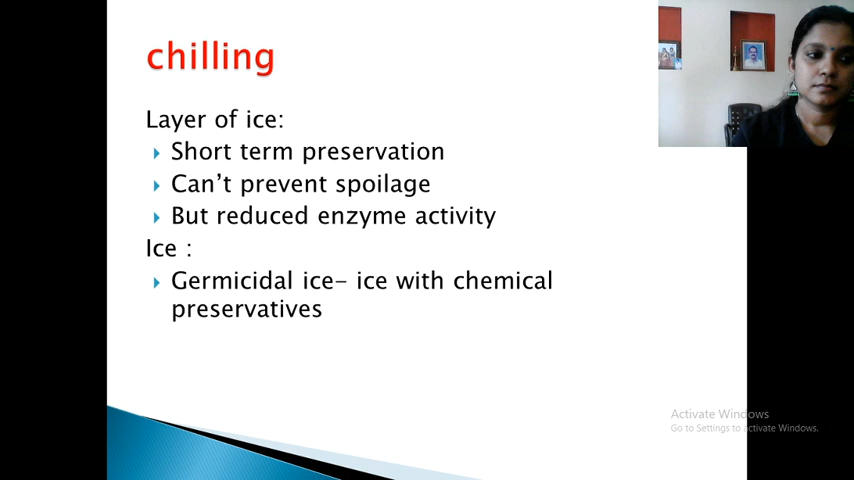 chilling
Layer of ice:
Short term preservation
Can't prevent spoilage
But reduced enzyme activity
Ice :
Germicidal ice- ice with chemical
preservatives
Activate Windows
Go to Settings to activate Windows.